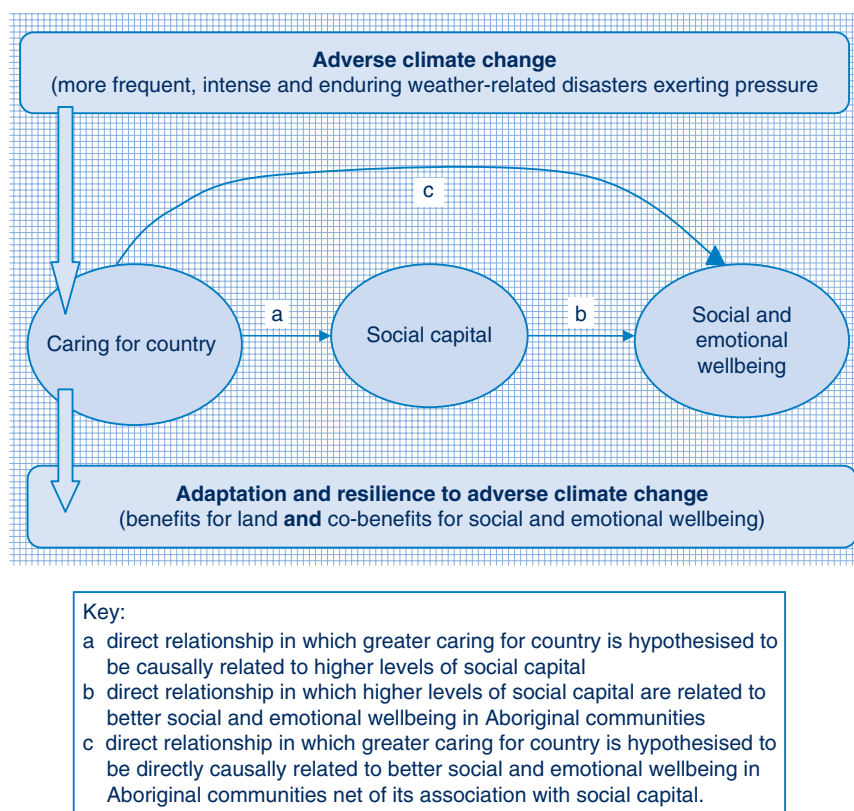 Adverse climate change
(more frequent, intense and enduring weather-related disasters exerting pressure
c
a
b
Caring for country
Social capital
Social and
emotional
wellbeing
Adaptation and resilience to adverse climate change
(benefits for land and co-benefits for social and emotional wellbeing)
Key:
a direct relationship in which greater caring for country is hypothesised to
be causally related to higher levels of social capital
b direct relationship in which higher levels of social capital are related to
better social and emotional wellbeing in Aboriginal communities
c direct relationship in which greater caring for country is hypothesised to
be directly causally related to better social and emotional wellbeing in
Aboriginal communities net of its association with social capital.